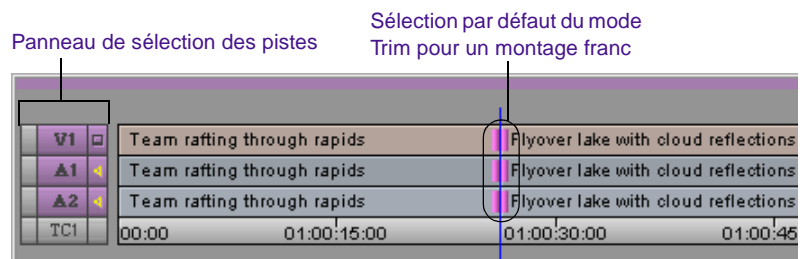 Sélection par défaut du mode
Trim pour un montage franc
Panneau de sélection des pistes
V1 Team rafting through rapids Flyover lake with cloud reflections
A1 Team rafting through rapids Flyover lake with cloud reflections
A2 Team rafting through rapids Flyover lake with cloud reflections
TC1 00:00 01:00:15:00 01:00:30:00 01:00:45